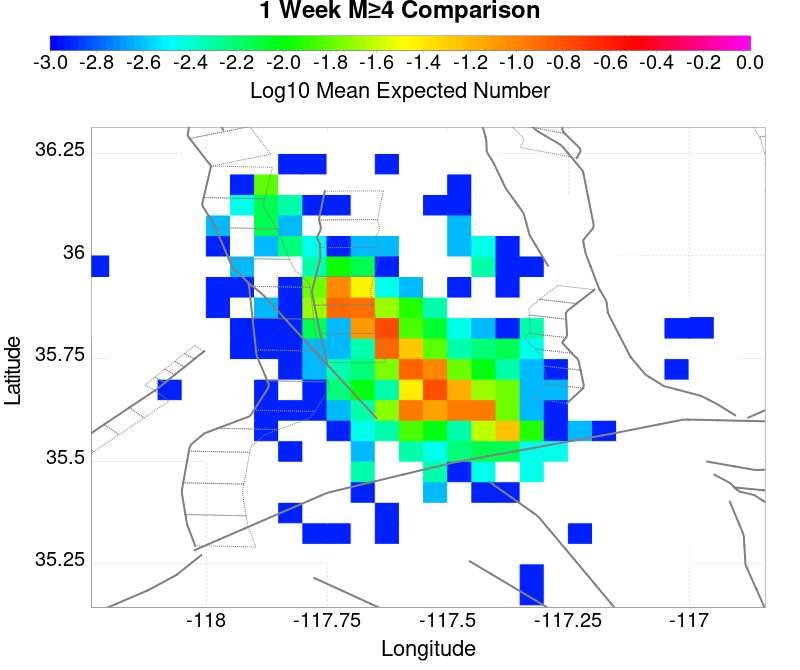 1 Week M≥4 Comparison
-3.0 -2.8 -2.6 -2.4 -2.2 -2.0 -1.8 -1.6 -1.4 -1.2 -1.0 -0.8 -0.6 -0.4 -0.2 0.0
Log10 Mean Expected Number
36.25
36
35.75
35.5
35.25
Latitude
-118 -117.75 -117.5 -117.25 -117
Longitude